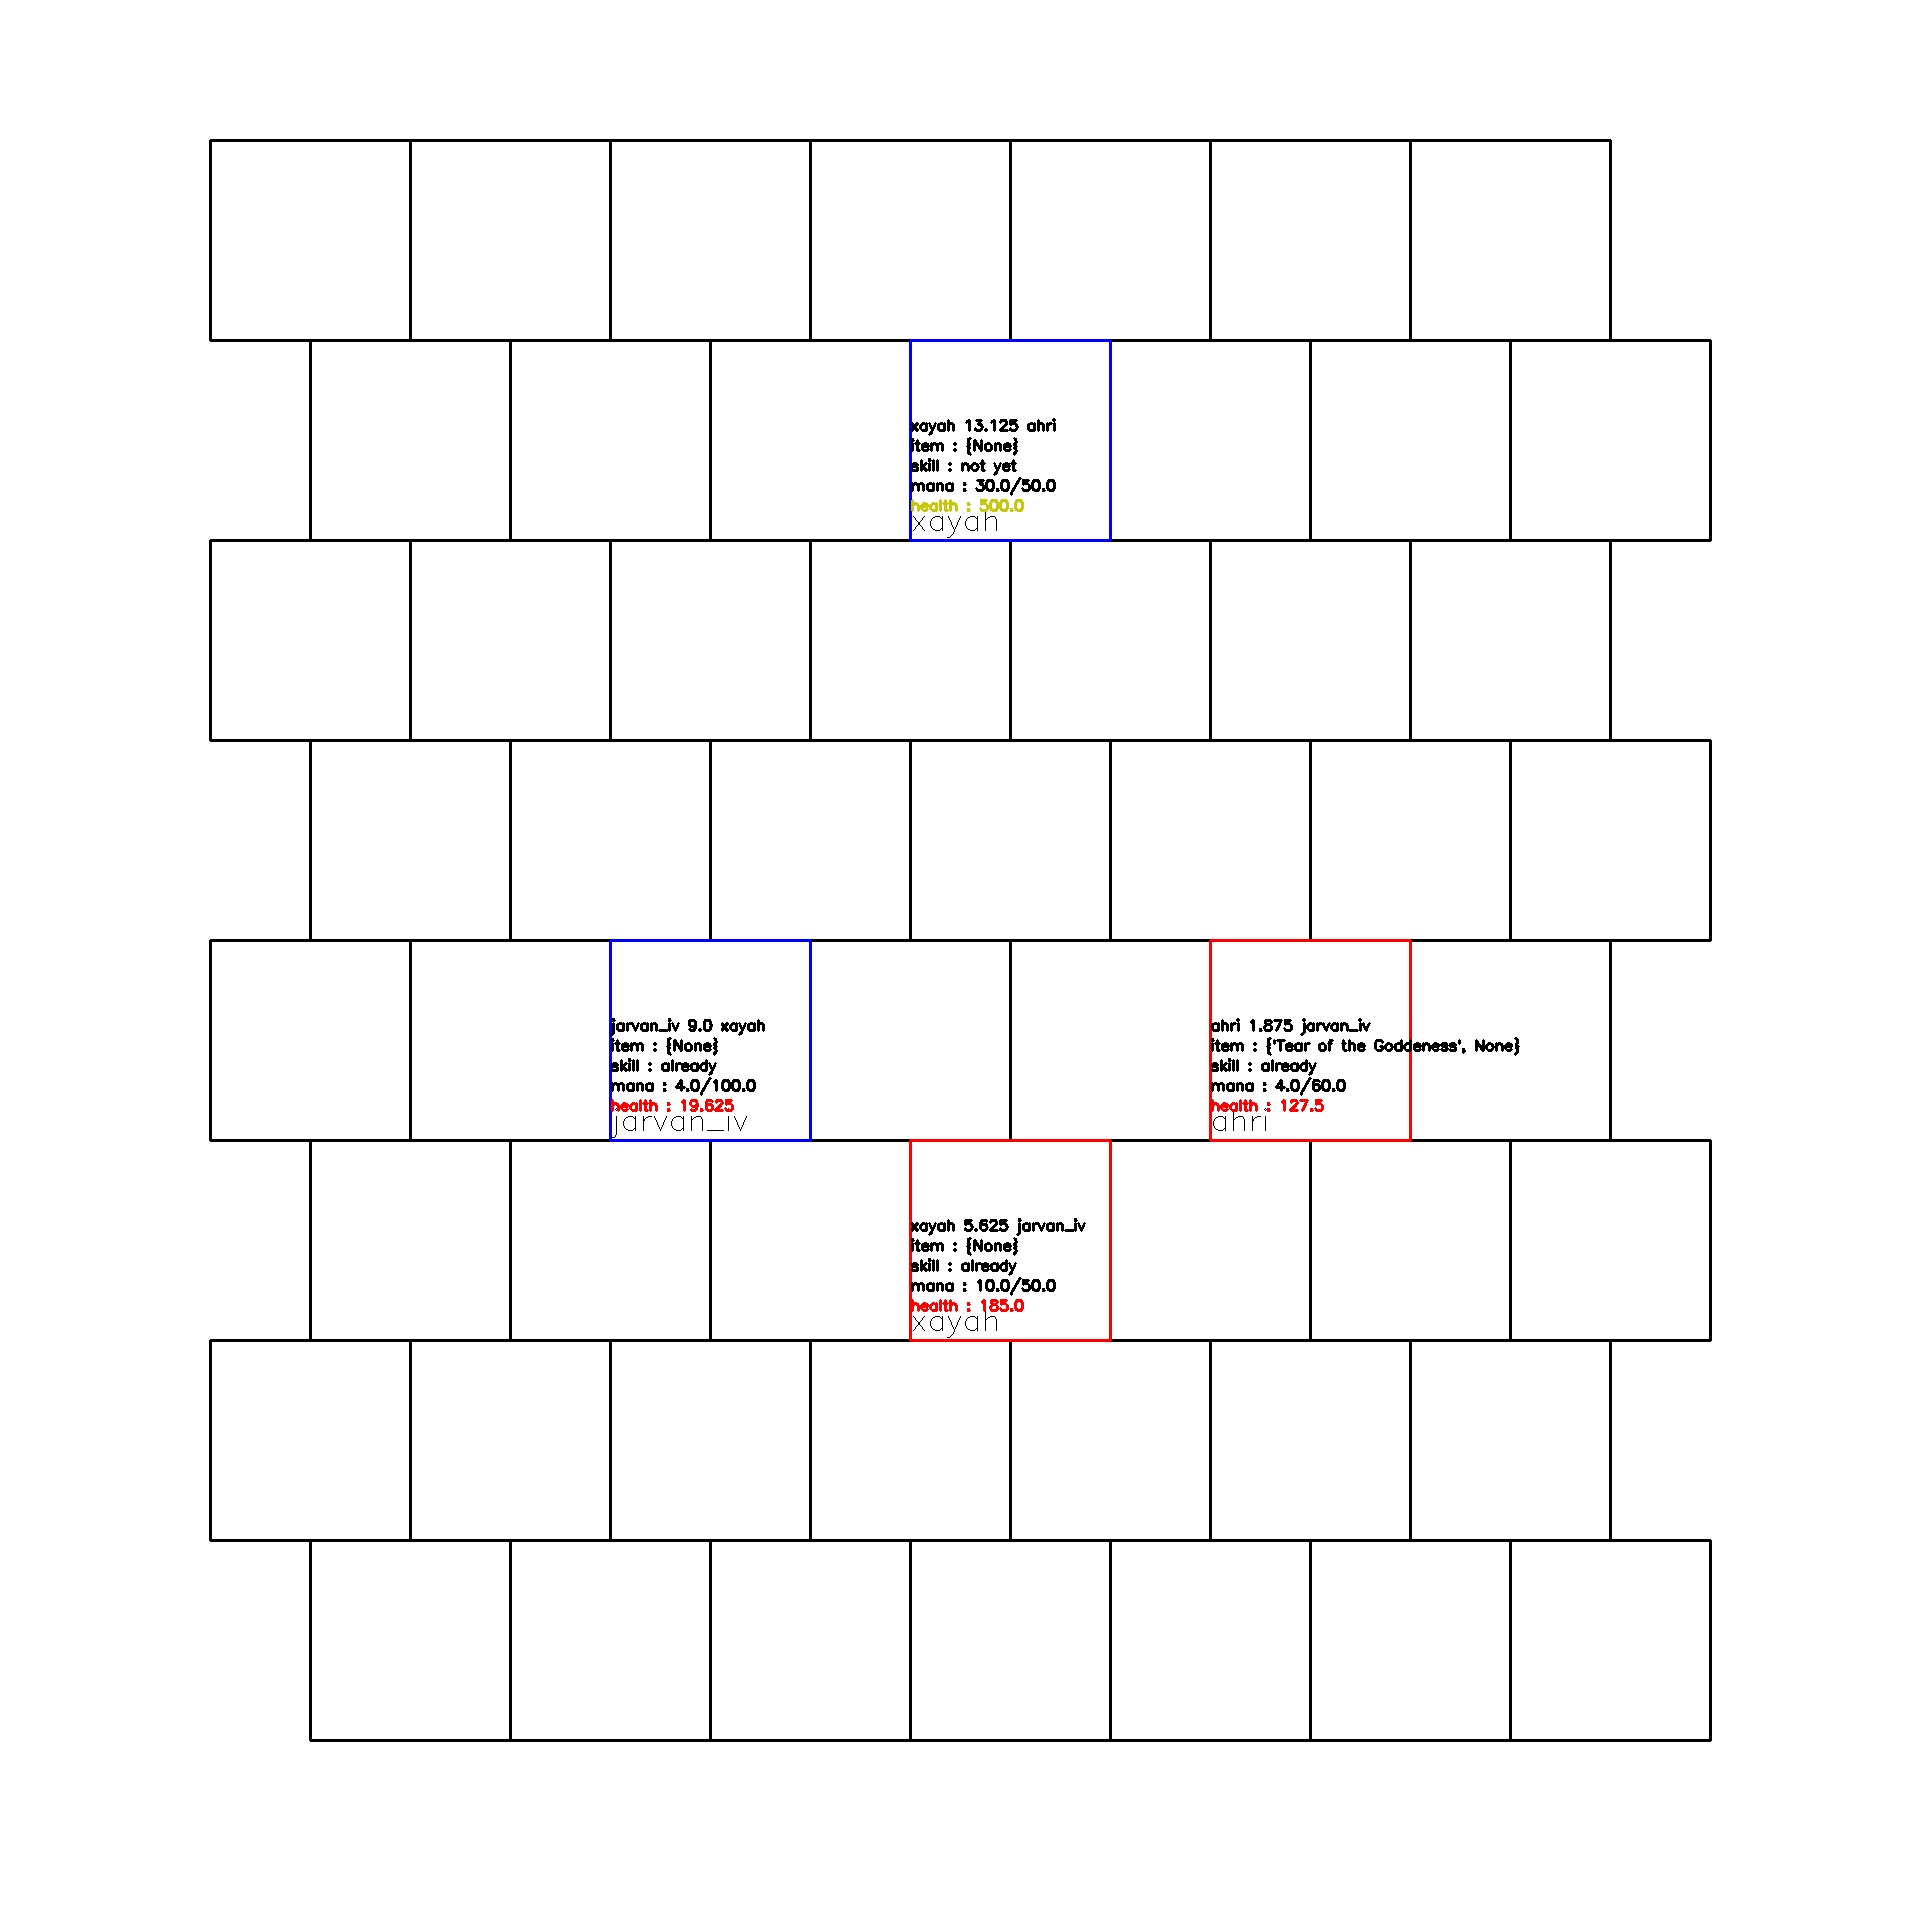 xayah 13.125 ahri
item : {None}
skill : not yet
mana : 30.0/50.0
health : 500.0
xayah
jarvan_iv 9.0 xayah
item : {None}
skill : already
mana : 4.0/100.0
health : 19.625
jarvan_iv
ahri 1.875 jarvan_iv
item : {'Tear of the Goddeness', None}
skill : already
mana : 4.0/60.0
health : 127.5
ahri
xayah 5.625 jarvan_iv
item : {None}
skill : already
mana : 10.0/50.0
health : 185.0
xayah